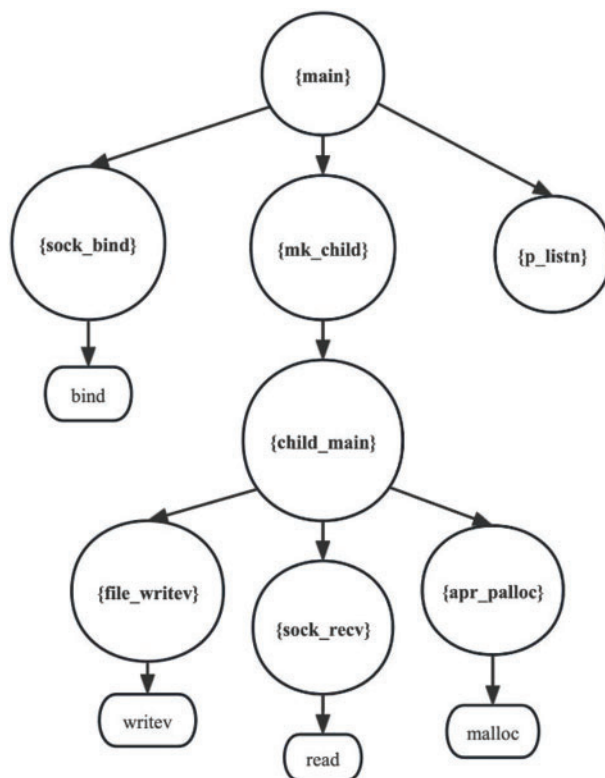 {main}
{sock_bind}
{mk_child}
{p_listn}
bind
{child_main}
{file_writev}
{sock_recv}
{apr_palloc}
writev
read
malloc